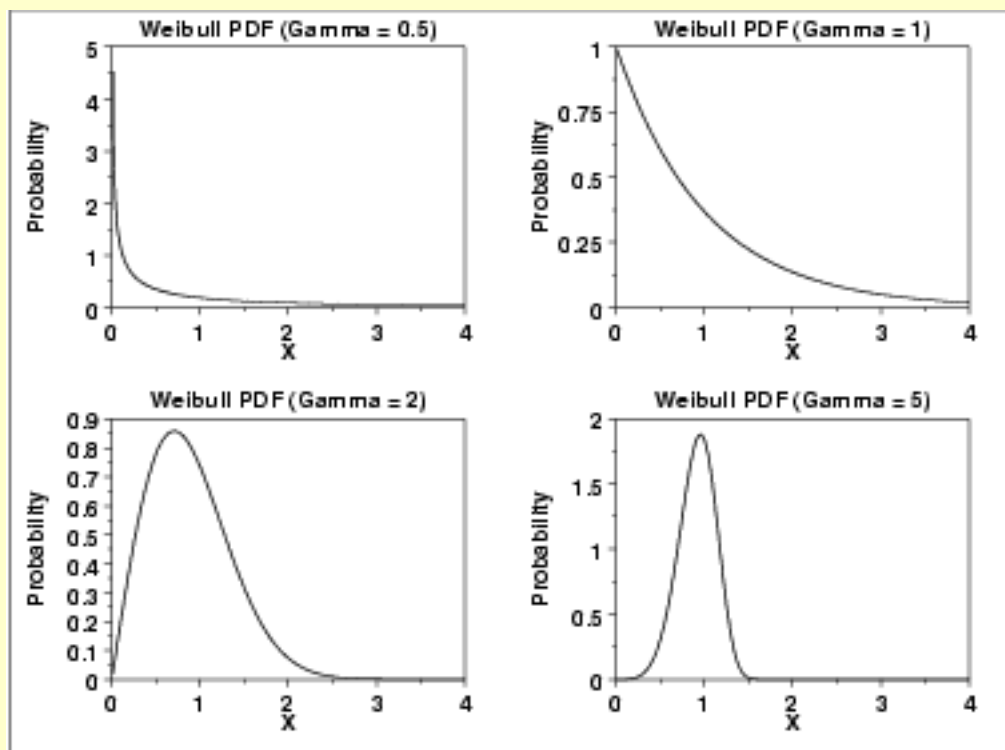 Weibull PDF (Gamma = 0.5)
5
4
3
2
1
0
Probability
0 1 2 3 4
X
Weibull PDF (Gamma = 1)
1
0.75
0.5
0.25
0
Probability
0 1 2 3 4
X
Weibull PDF (Gamma = 2)
0.9
0.8
0.7
0.6
0.5
0.4
0.3
0.2
0.1
0
Probability
0 1 2 3 4
X
Weibull PDF (Gamma = 5)
2
1.5
1
0.5
0
Probability
0 1 2 3 4
X